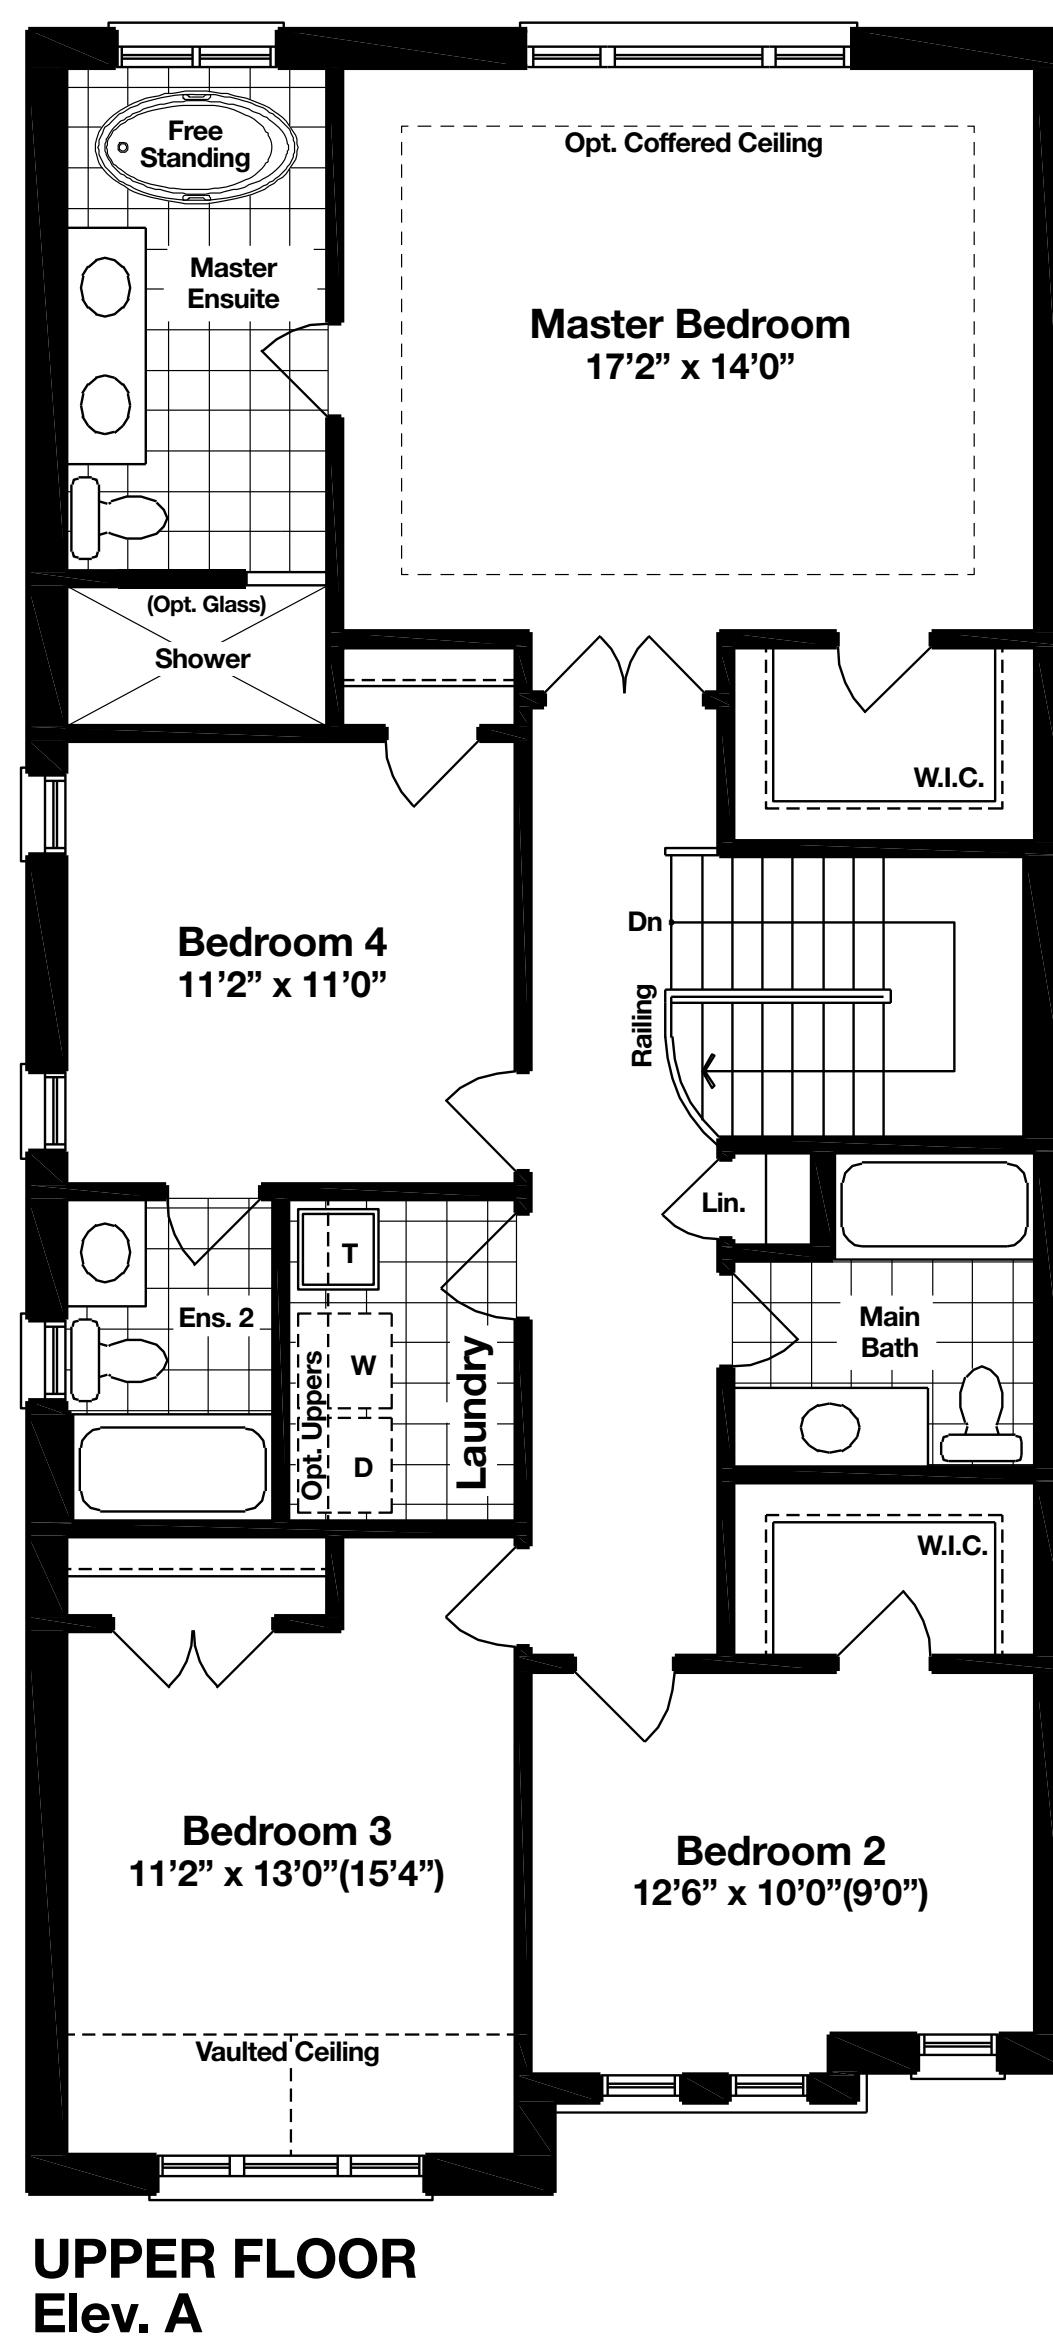 Free
Standing
Opt. Coffered Ceiling
Master
Ensuite
Master Bedroom
17’2” x 14’0”
(Opt. Glass)
Shower
W.I.C.
Dn
Bedroom 4
11’2” x 11’0”
Railing
Lin.
T
Ens. 2
Main
Bath
W
Opt. Uppers
Laundry
D
W.I.C.
Bedroom 3
11’2” x 13’0”(15’4”)
Bedroom 2
12’6” x 10’0”(9’0”)
Vaulted Ceiling
UPPER FLOOR
Elev. A